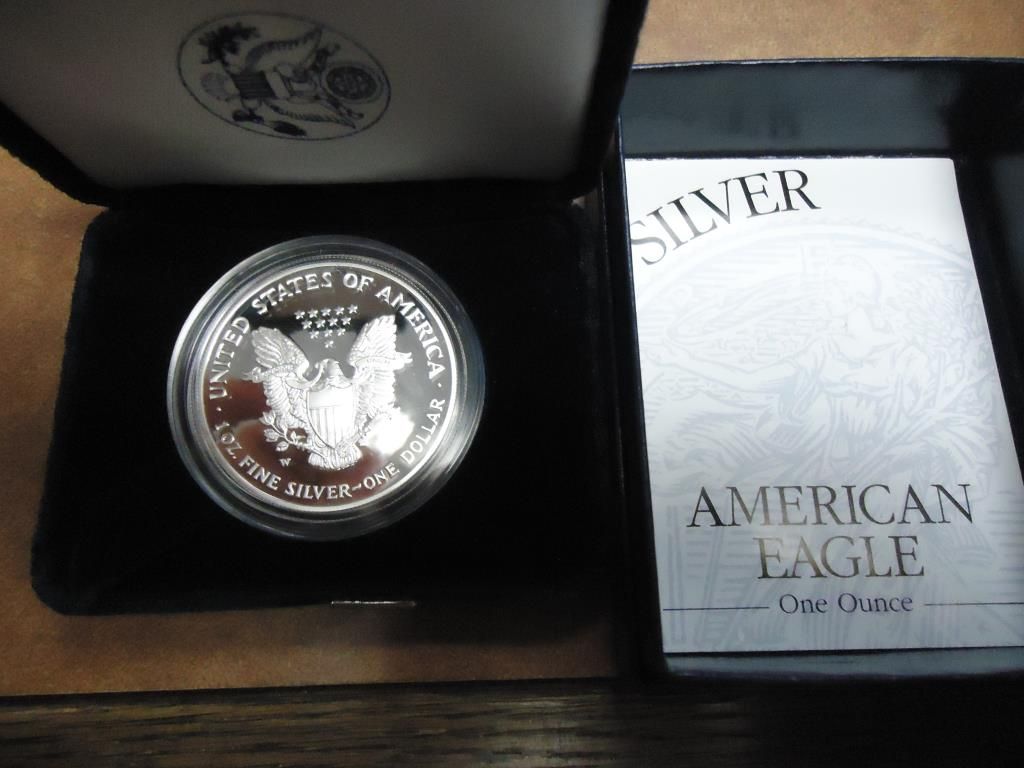 UNITED STATES OF AMERICA
1 OZ. FINE SILVER~ONE DOLLAR
SILVER
AMERICAN
EAGLE
One Ounce